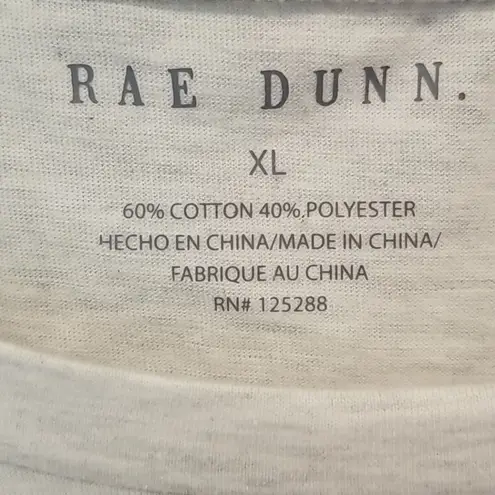 RAE DUNN.
XL
60% COTTON 40%.POLYESTER
HECHO EN CHINA/MADE IN CHINA/
FABRIQUE AU CHINA
RN# 125288